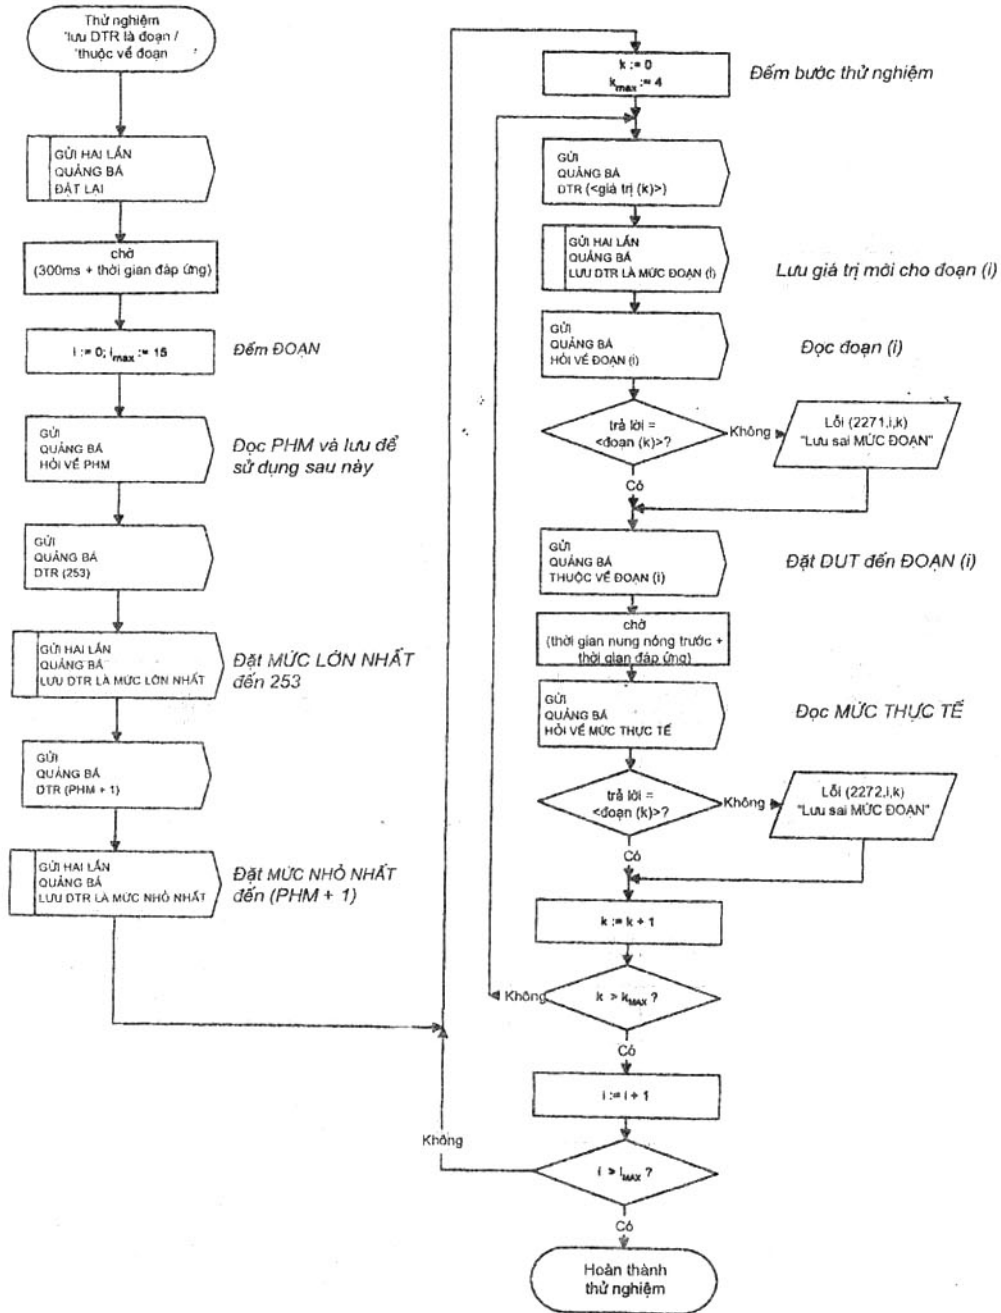 Thử nghiệm
'lưu DTR là đoạn /
'thuộc về đoạn
GỬI HAI LẦN
QUẢNG BÁ
ĐẶT LẠI
chờ
(300ms + thời gian đáp ứng)
i := 0; imax := 15
Đếm ĐOẠN
GỬI
QUẢNG BÁ
HỎI VỀ PHM
Đọc PHM và lưu để
sử dụng sau này
GỬI
QUẢNG BÁ
DTR (253)
GỬI HAI LẦN
QUẢNG BÁ
LƯU DTR LÀ MỨC LỚN NHẤT
Đặt MỨC LỚN NHẤT
đến 253
GỬI
QUẢNG BÁ
DTR (PHM + 1)
GỬI HAI LẦN
QUẢNG BÁ
LƯU DTR LÀ MỨC NHỎ NHẤT
Đặt MỨC NHỎ NHẤT
đến (PHM + 1)
k := 0
kmax := 4
Đếm bước thử nghiệm
GỬI
QUẢNG BÁ
DTR (<giá trị (k)>)
GỬI HAI LẦN
QUẢNG BÁ
LƯU DTR LÀ MỨC ĐOẠN (i)
Lưu giá trị mới cho đoạn (i)
GỬI
QUẢNG BÁ
HỎI VỀ ĐOẠN (i)
Đọc đoạn (i)
trả lời =
<đoạn (k)>?
Không
Lỗi (2271,i,k)
"Lưu sai MỨC ĐOẠN"
Có
GỬI
QUẢNG BÁ
THUỘC VỀ ĐOẠN (i)
Đặt DUT đến ĐOẠN (i)
chờ
(thời gian nung nóng trước +
thời gian đáp ứng)
GỬI
QUẢNG BÁ
HỎI VỀ MỨC THỰC TẾ
Đọc MỨC THỰC TẾ
trả lời =
<đoạn (k)>?
Không
Lỗi (2272,i,k)
"Lưu sai MỨC ĐOẠN"
Có
k := k + 1
k > kMAX ?
Không
Có
i := i + 1
i > iMAX ?
Không
Có
Hoàn thành
thử nghiệm